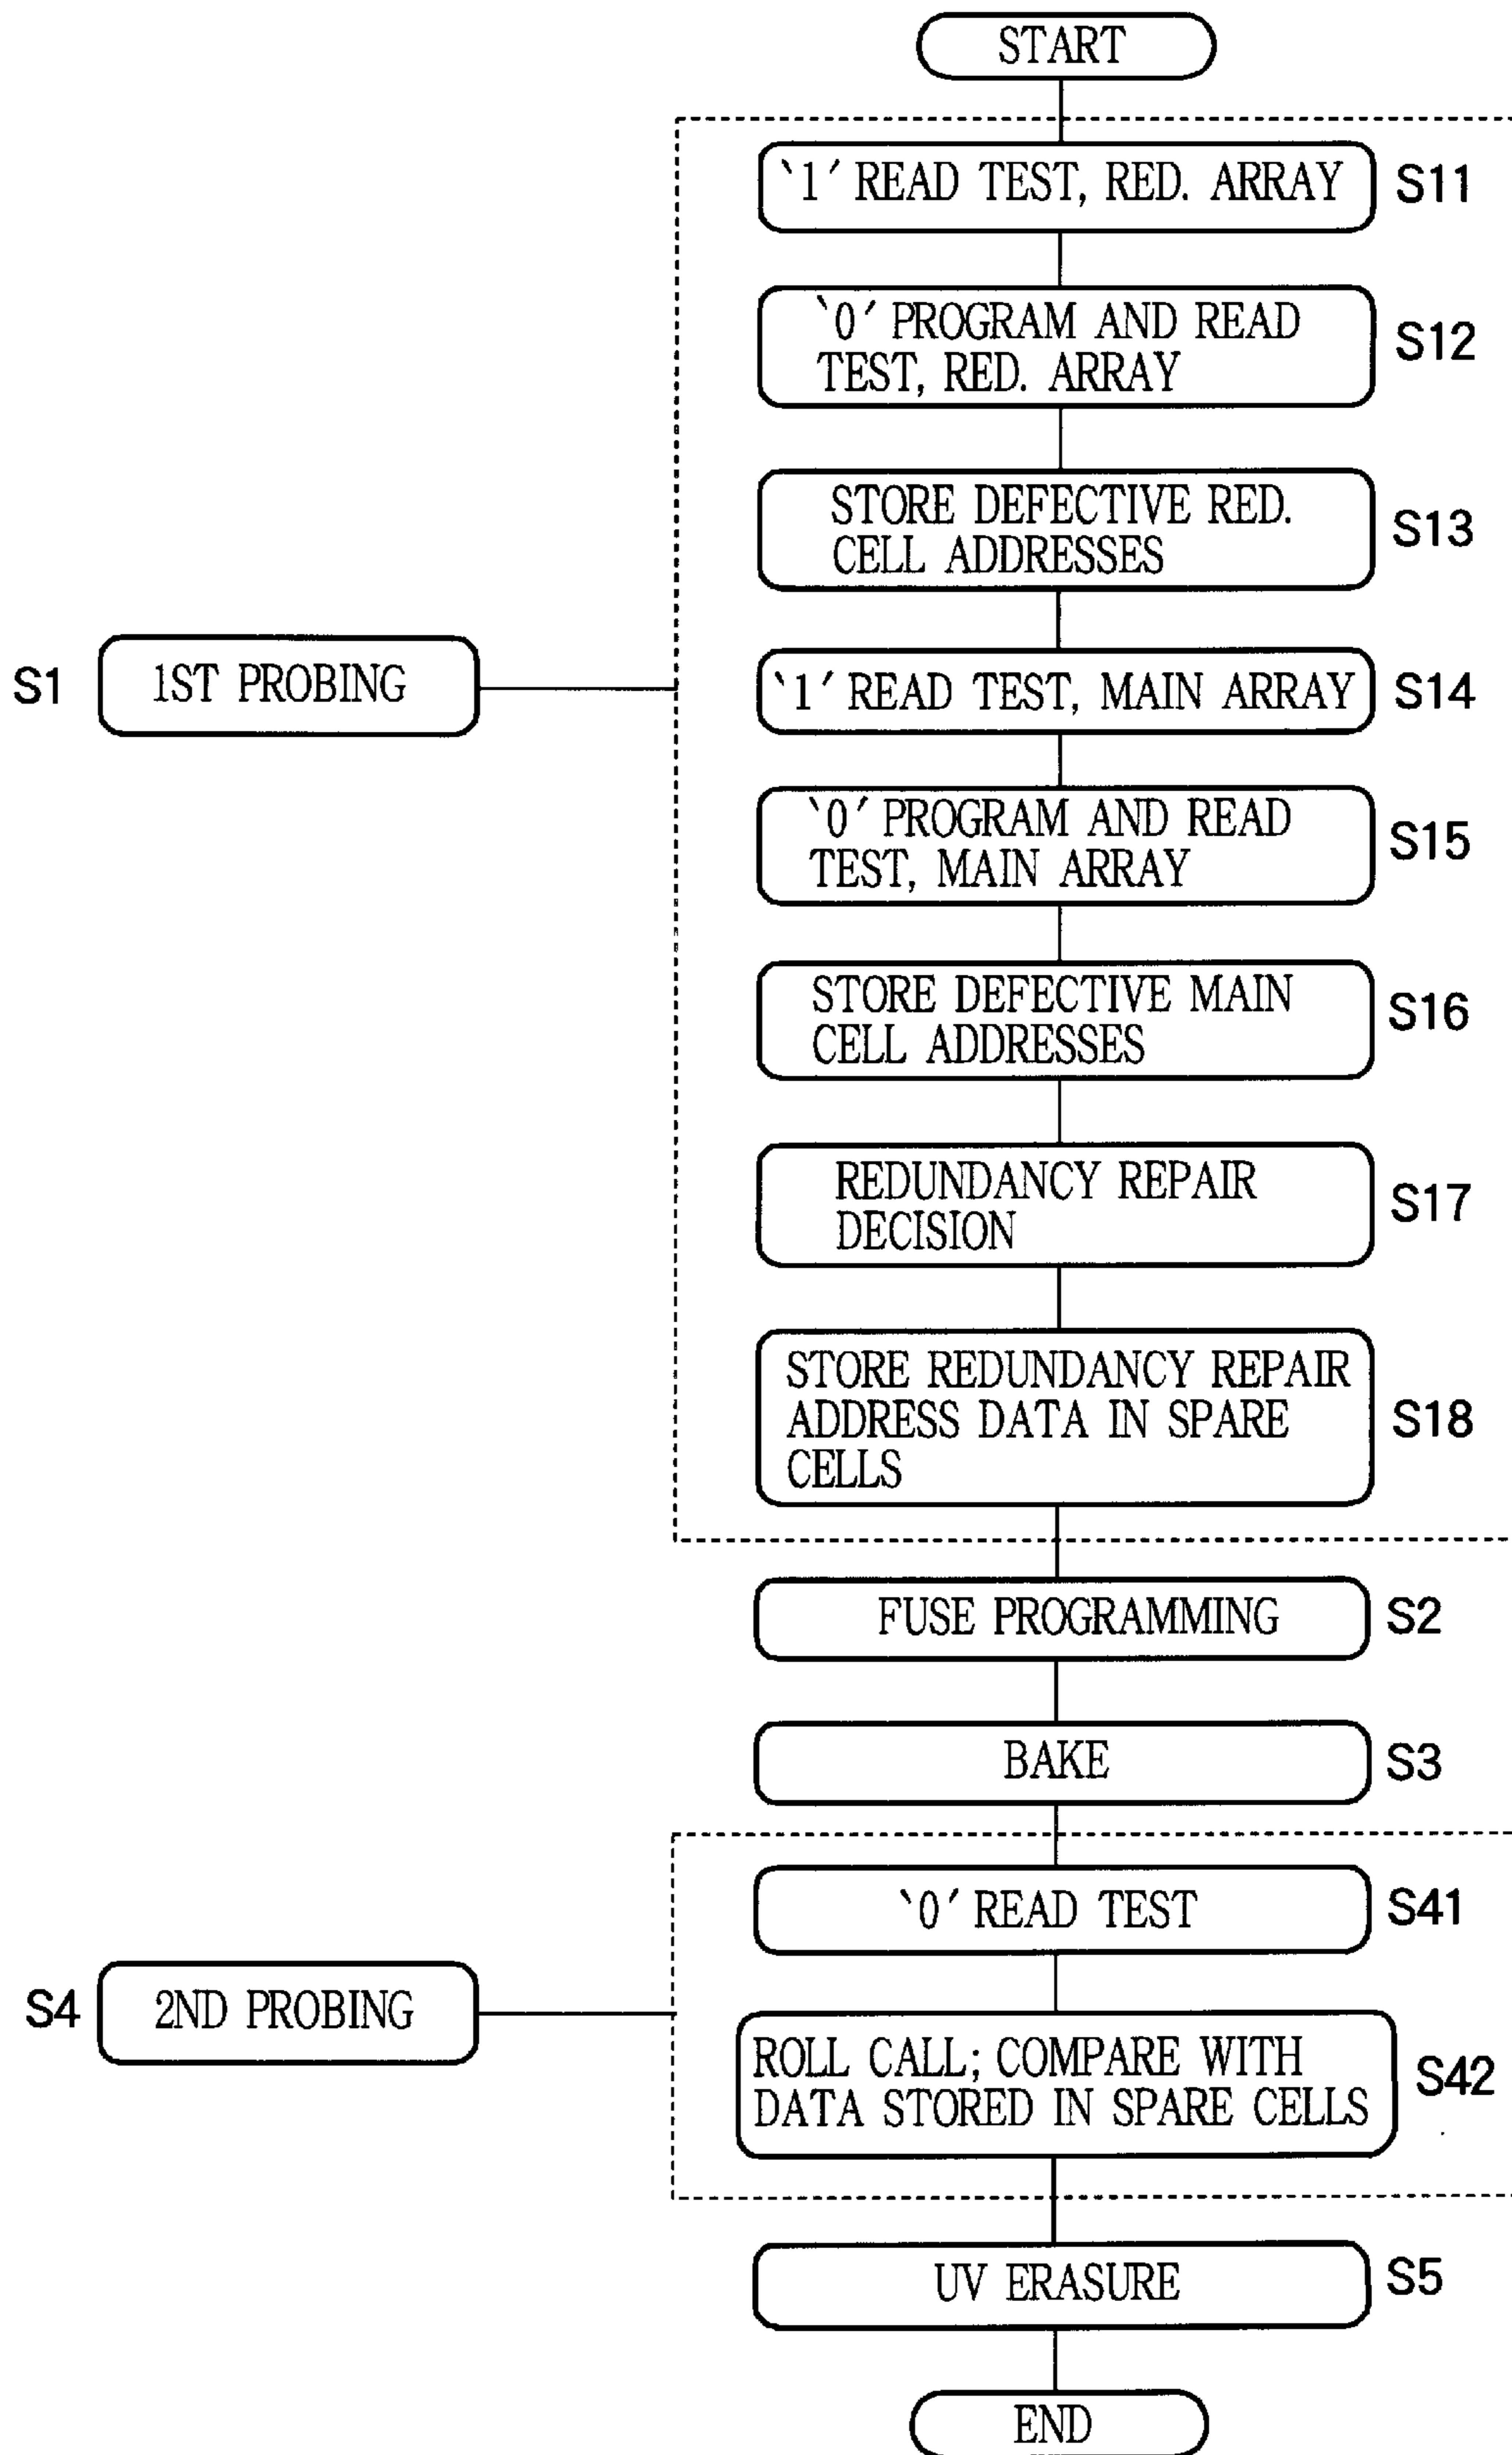 START
`1´ READ TEST, RED. ARRAY
S11
`0´ PROGRAM AND READ
TEST, RED. ARRAY
S12
STORE DEFECTIVE RED.
CELL ADDRESSES
S13
S1
1ST PROBING
`1´ READ TEST, MAIN ARRAY
S14
`0´ PROGRAM AND READ
TEST, MAIN ARRAY
S15
STORE DEFECTIVE MAIN
CELL ADDRESSES
S16
REDUNDANCY REPAIR
DECISION
S17
STORE REDUNDANCY REPAIR
ADDRESS DATA IN SPARE
CELLS
S18
FUSE PROGRAMMING
S2
BAKE
S3
`0´ READ TEST
S41
S4
2ND PROBING
ROLL CALL; COMPARE WITH
DATA STORED IN SPARE CELLS
S42
UV ERASURE
S5
END